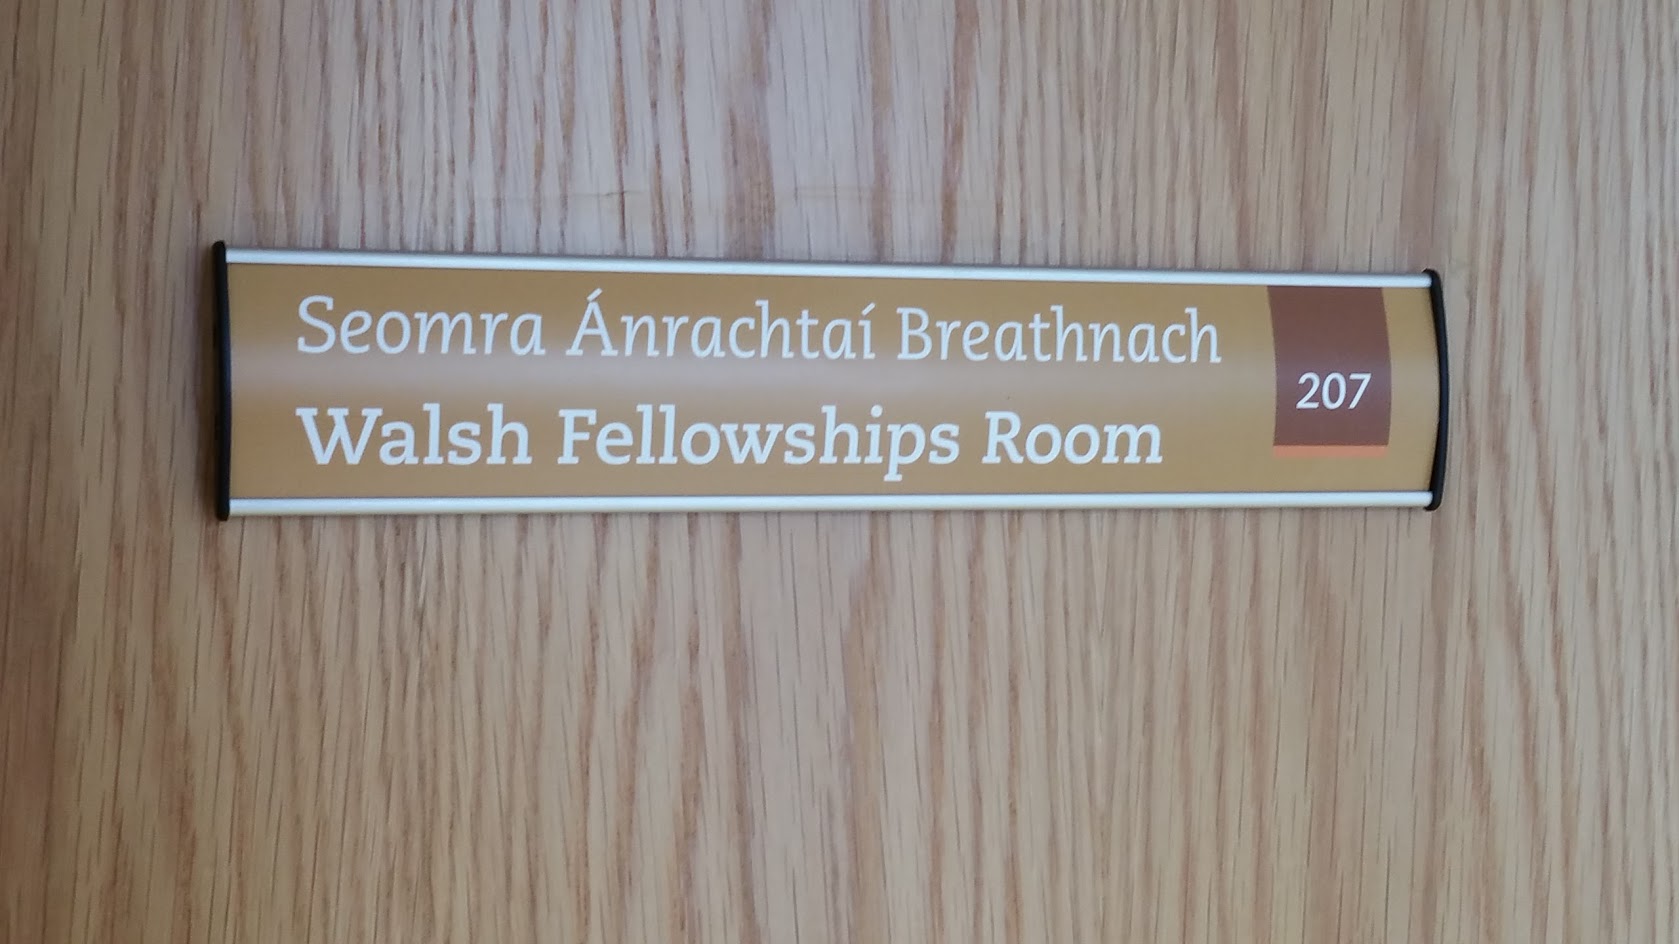 Seomra Ánrachtaí Breathnach
Walsh Fellowships Room
207